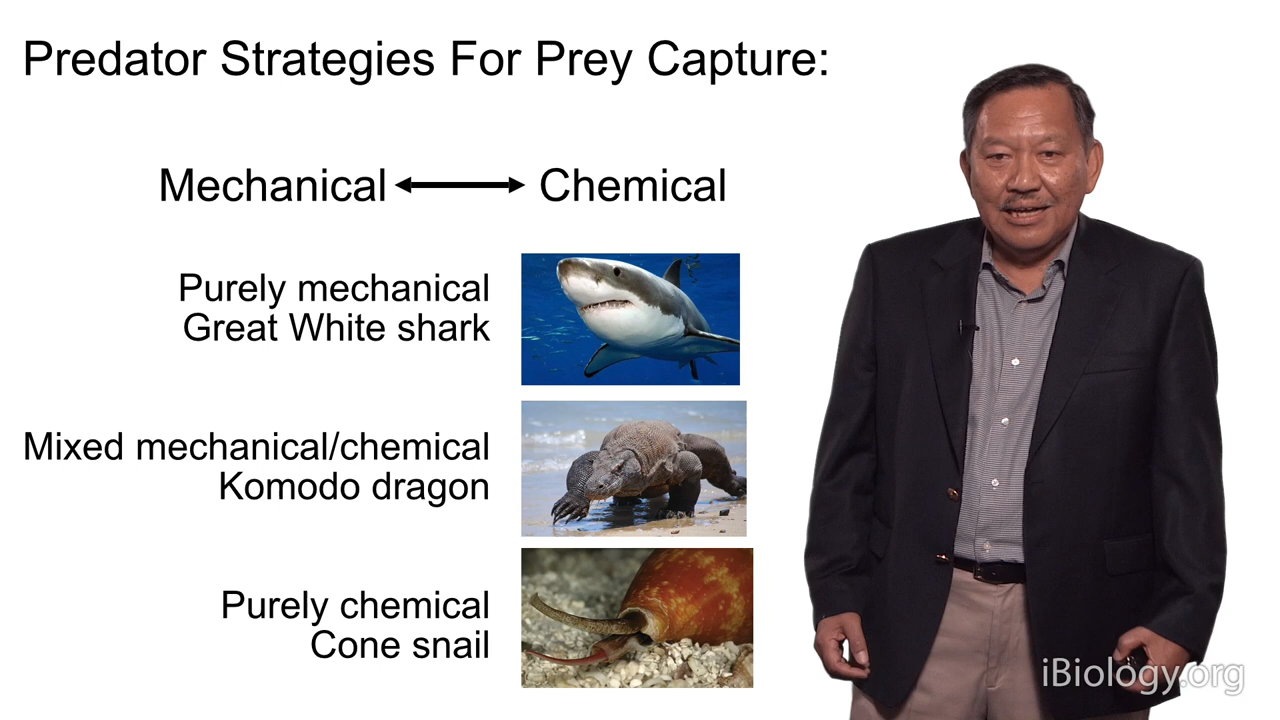 Predator Strategies For Prey Capture:
Mechanical Chemical
Purely mechanical
Great White shark
Mixed mechanical/chemical
Komodo dragon
Purely chemical
Cone snail
iBiology.org